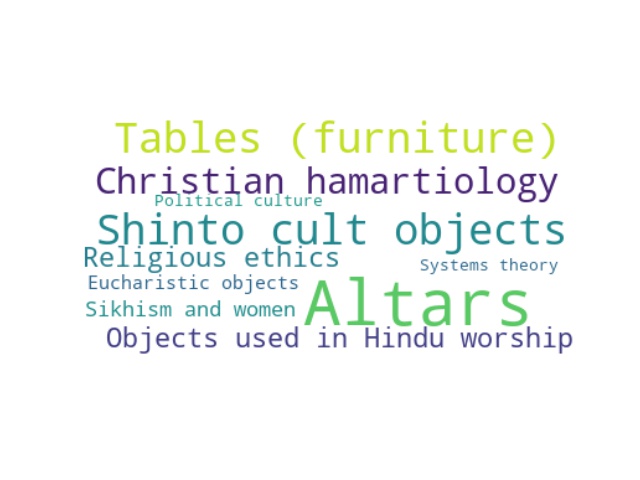 Tables (furniture)
Christian hamartiology
Political culture
Shinto cult objects
Religious ethics
Systems theory
Eucharistic objects
Altars
Sikhism and women
Objects used in Hindu worship